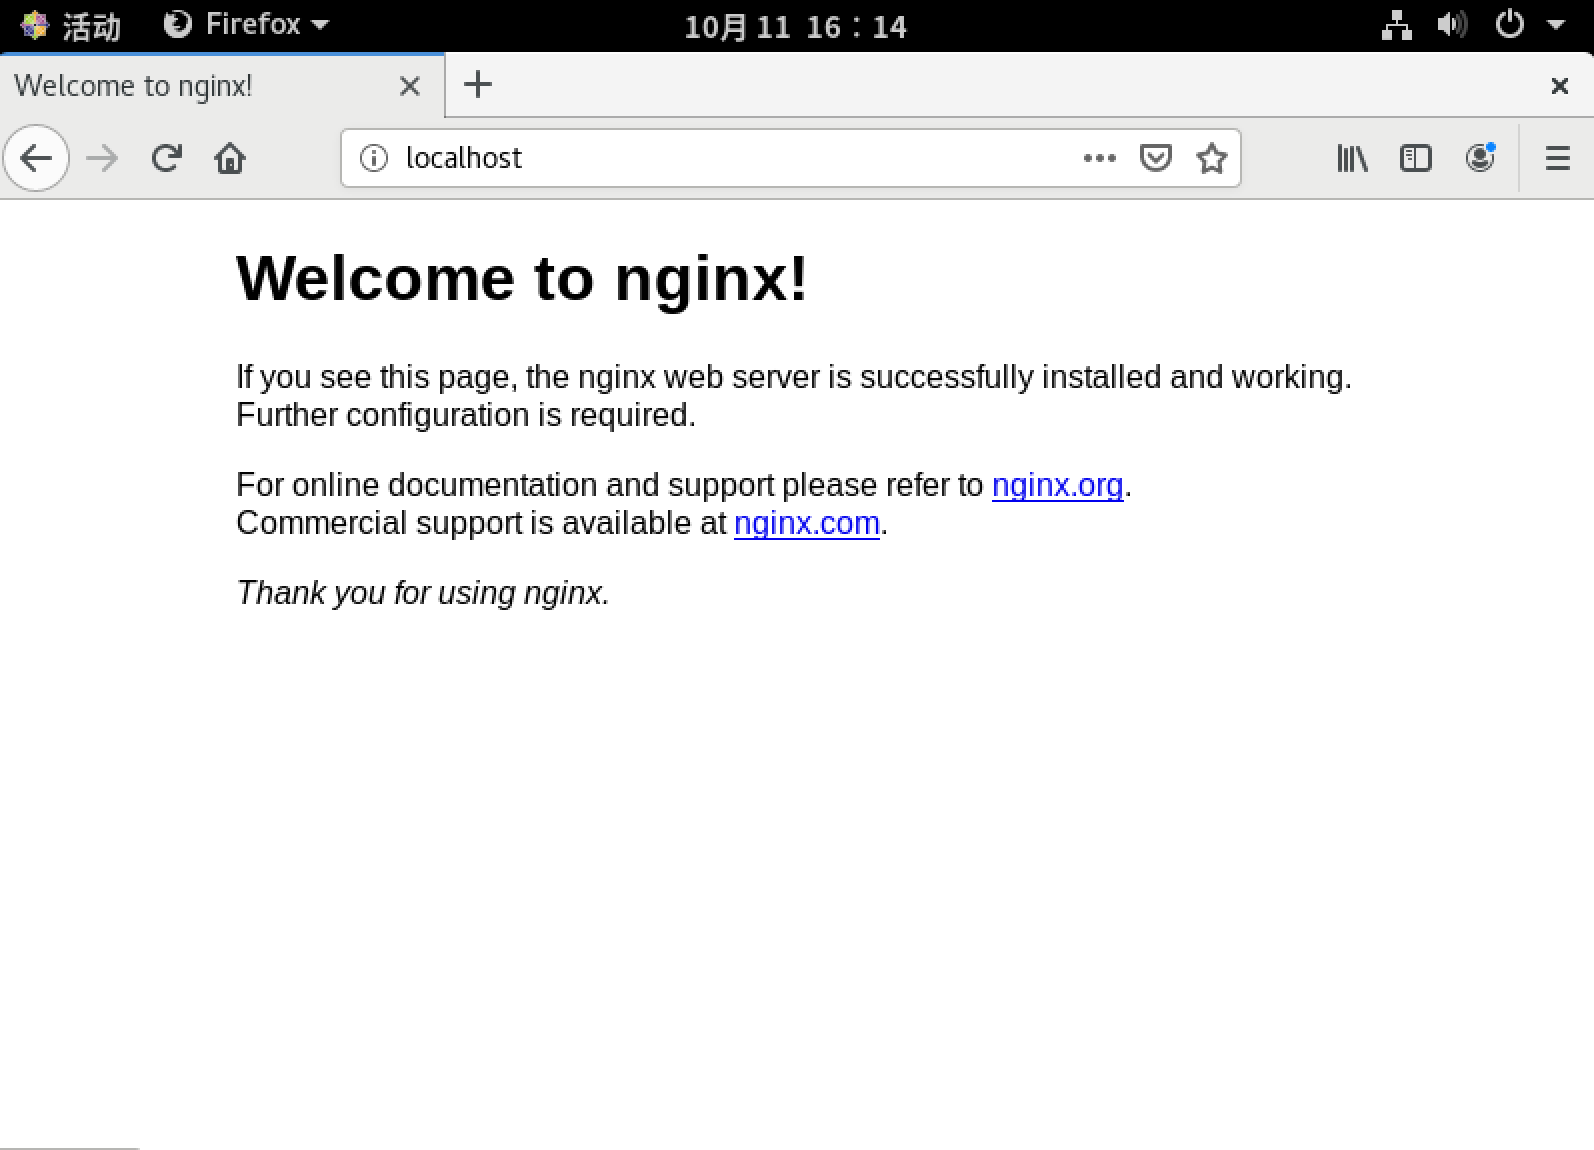 活动 Firefox 10月 11 16：14
Welcome to nginx!
localhost
Welcome to nginx!
If you see this page, the nginx web server is successfully installed and working.
Further configuration is required.
For online documentation and support please refer to nginx.org.
Commercial support is available at nginx.com.
Thank you for using nginx.